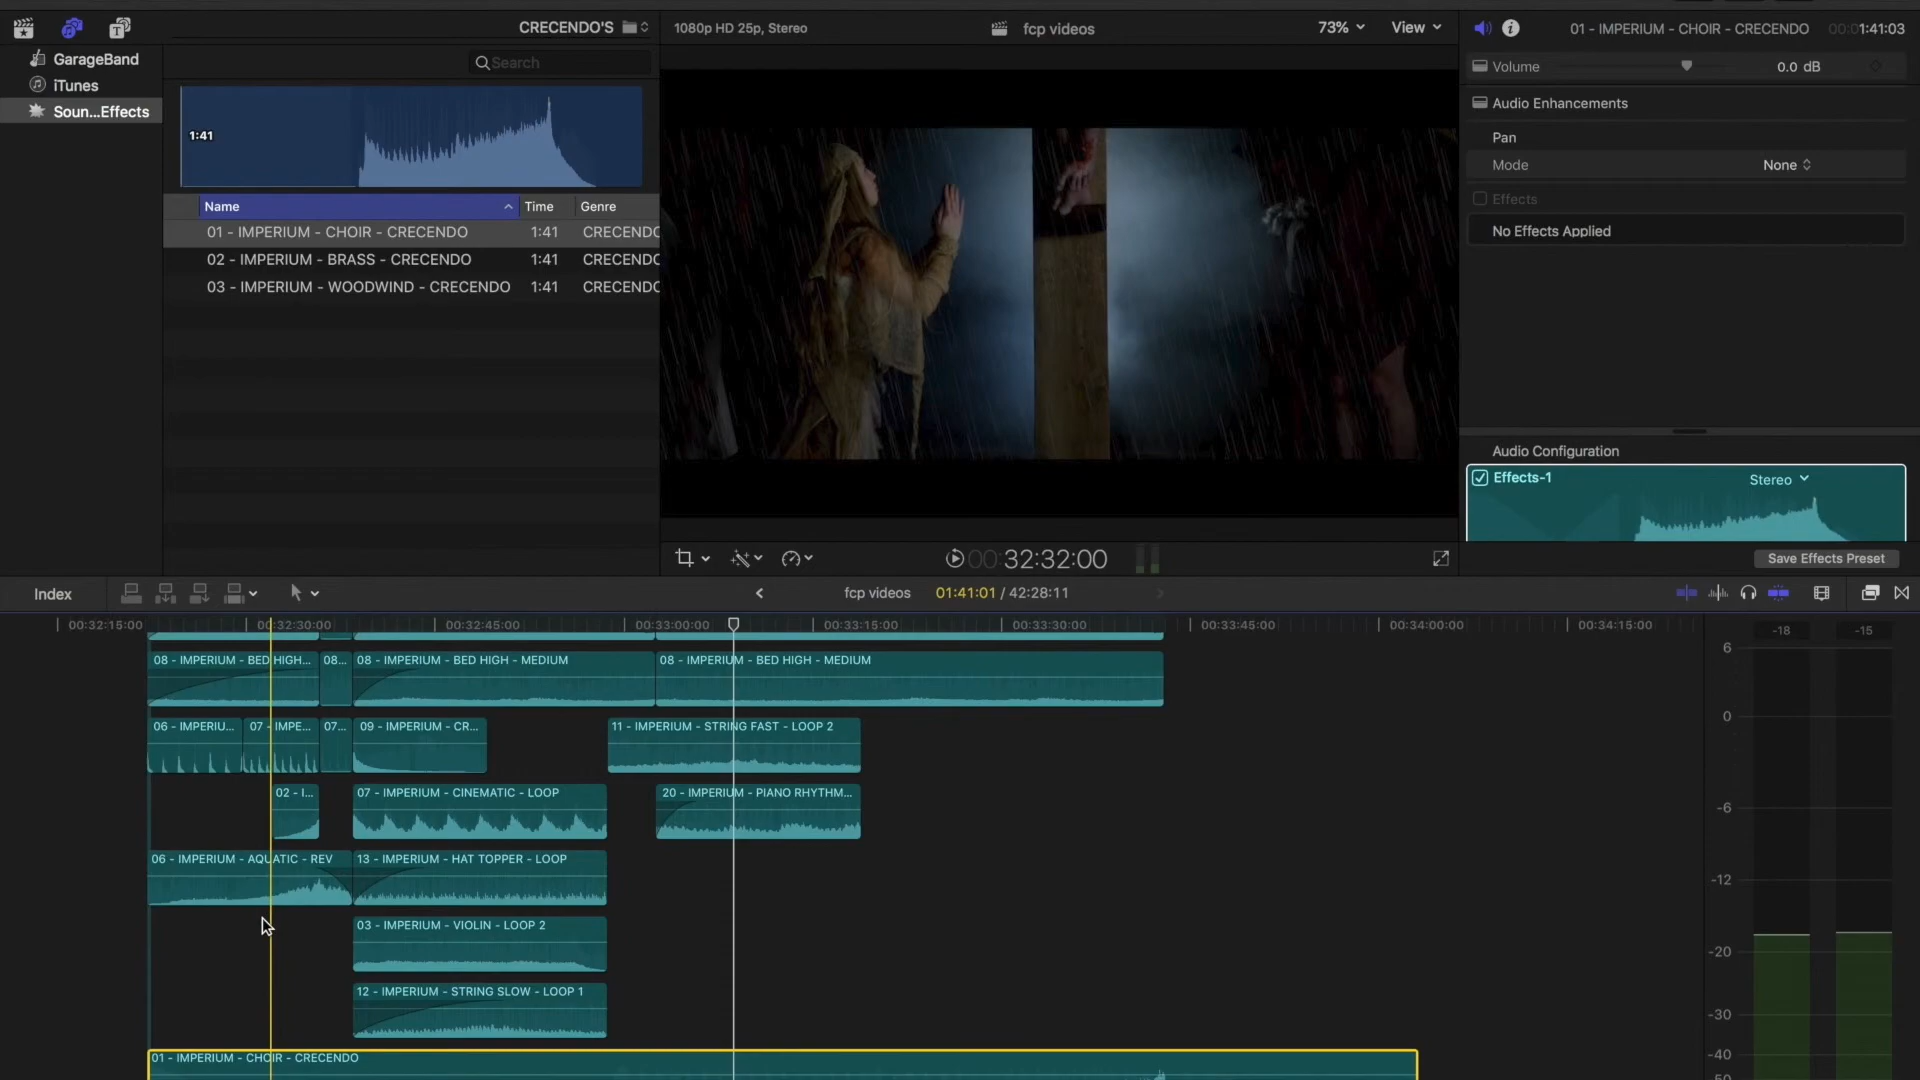 CRECENDO'S
1080p HD 25p, Stereo
fcp videos
73%
View
01 - IMPERIUM - CHOIR - CRECENDO
00:01:41:03
GarageBand
iTunes
Soun...Effects
Search
1:41
Volume
0.0 dB
Audio Enhancements
Pan
Mode
None
Effects
No Effects Applied
Name
Time
Genre
01 - IMPERIUM - CHOIR - CRECENDO 1:41 CRECENDO
02 - IMPERIUM - BRASS - CRECENDO 1:41 CRECENDO
03 - IMPERIUM - WOODWIND - CRECENDO 1:41 CRECENDO
Audio Configuration
Effects-1
Stereo
00:32:32:00
Save Effects Preset
Index
fcp videos
01:41:01 / 42:28:11
00:32:15:00 00:32:30:00 00:32:45:00 00:33:00:00 00:33:15:00 00:33:30:00 00:33:45:00 00:34:00:00 00:34:15:00
-18 -15
08 - IMPERIUM - BED HIGH... 08... 08 - IMPERIUM - BED HIGH - MEDIUM 08 - IMPERIUM - BED HIGH - MEDIUM
06 - IMPERIU... 07 - IMPE... 07... 09 - IMPERIUM - CR... 11 - IMPERIUM - STRING FAST - LOOP 2
02 - I... 07 - IMPERIUM - CINEMATIC - LOOP 20 - IMPERIUM - PIANO RHYTHM...
06 - IMPERIUM - AQUATIC - REV 13 - IMPERIUM - HAT TOPPER - LOOP
03 - IMPERIUM - VIOLIN - LOOP 2
12 - IMPERIUM - STRING SLOW - LOOP 1
01 - IMPERIUM - CHOIR - CRECENDO
6
0
-6
-12
-20
-30
-40
50